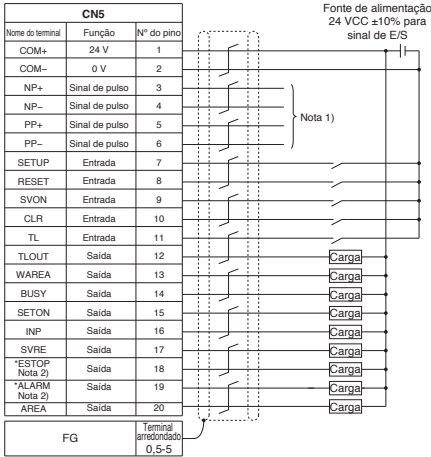 CN5
Fonte de alimentação
24 VCC ±10% para
sinal de E/S
Nome do terminal Função Nº do pino
COM+ 24 V 1
COM− 0 V 2
NP+ Sinal de pulso 3
NP− Sinal de pulso 4
Nota 1)
PP+ Sinal de pulso 5
PP− Sinal de pulso 6
SETUP Entrada 7
RESET Entrada 8
SVON Entrada 9
CLR Entrada 10
TL Entrada 11
TLOUT Saída 12 Carga
WAREA Saída 13 Carga
BUSY Saída 14 Carga
SETON Saída 15 Carga
INP Saída 16 Carga
SVRE Saída 17 Carga
*ESTOP
Nota 2) Saída 18 Carga
*ALARM
Nota 2) Saída 19 Carga
AREA Saída 20 Carga
FG Terminal
arredondado
0,5-5